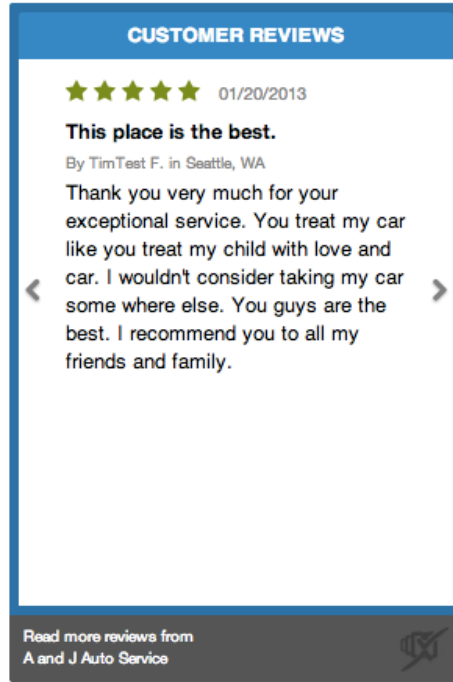 CUSTOMER REVIEWS
01/20/2013
This place is the best.
By TimTest F. in Seattle, WA
Thank you very much for your
exceptional service. You treat my car
like you treat my child with love and
car. I wouldn't consider taking my car
some where else. You guys are the
best. I recommend you to all my
friends and family.
Read more reviews from
A and J Auto Service